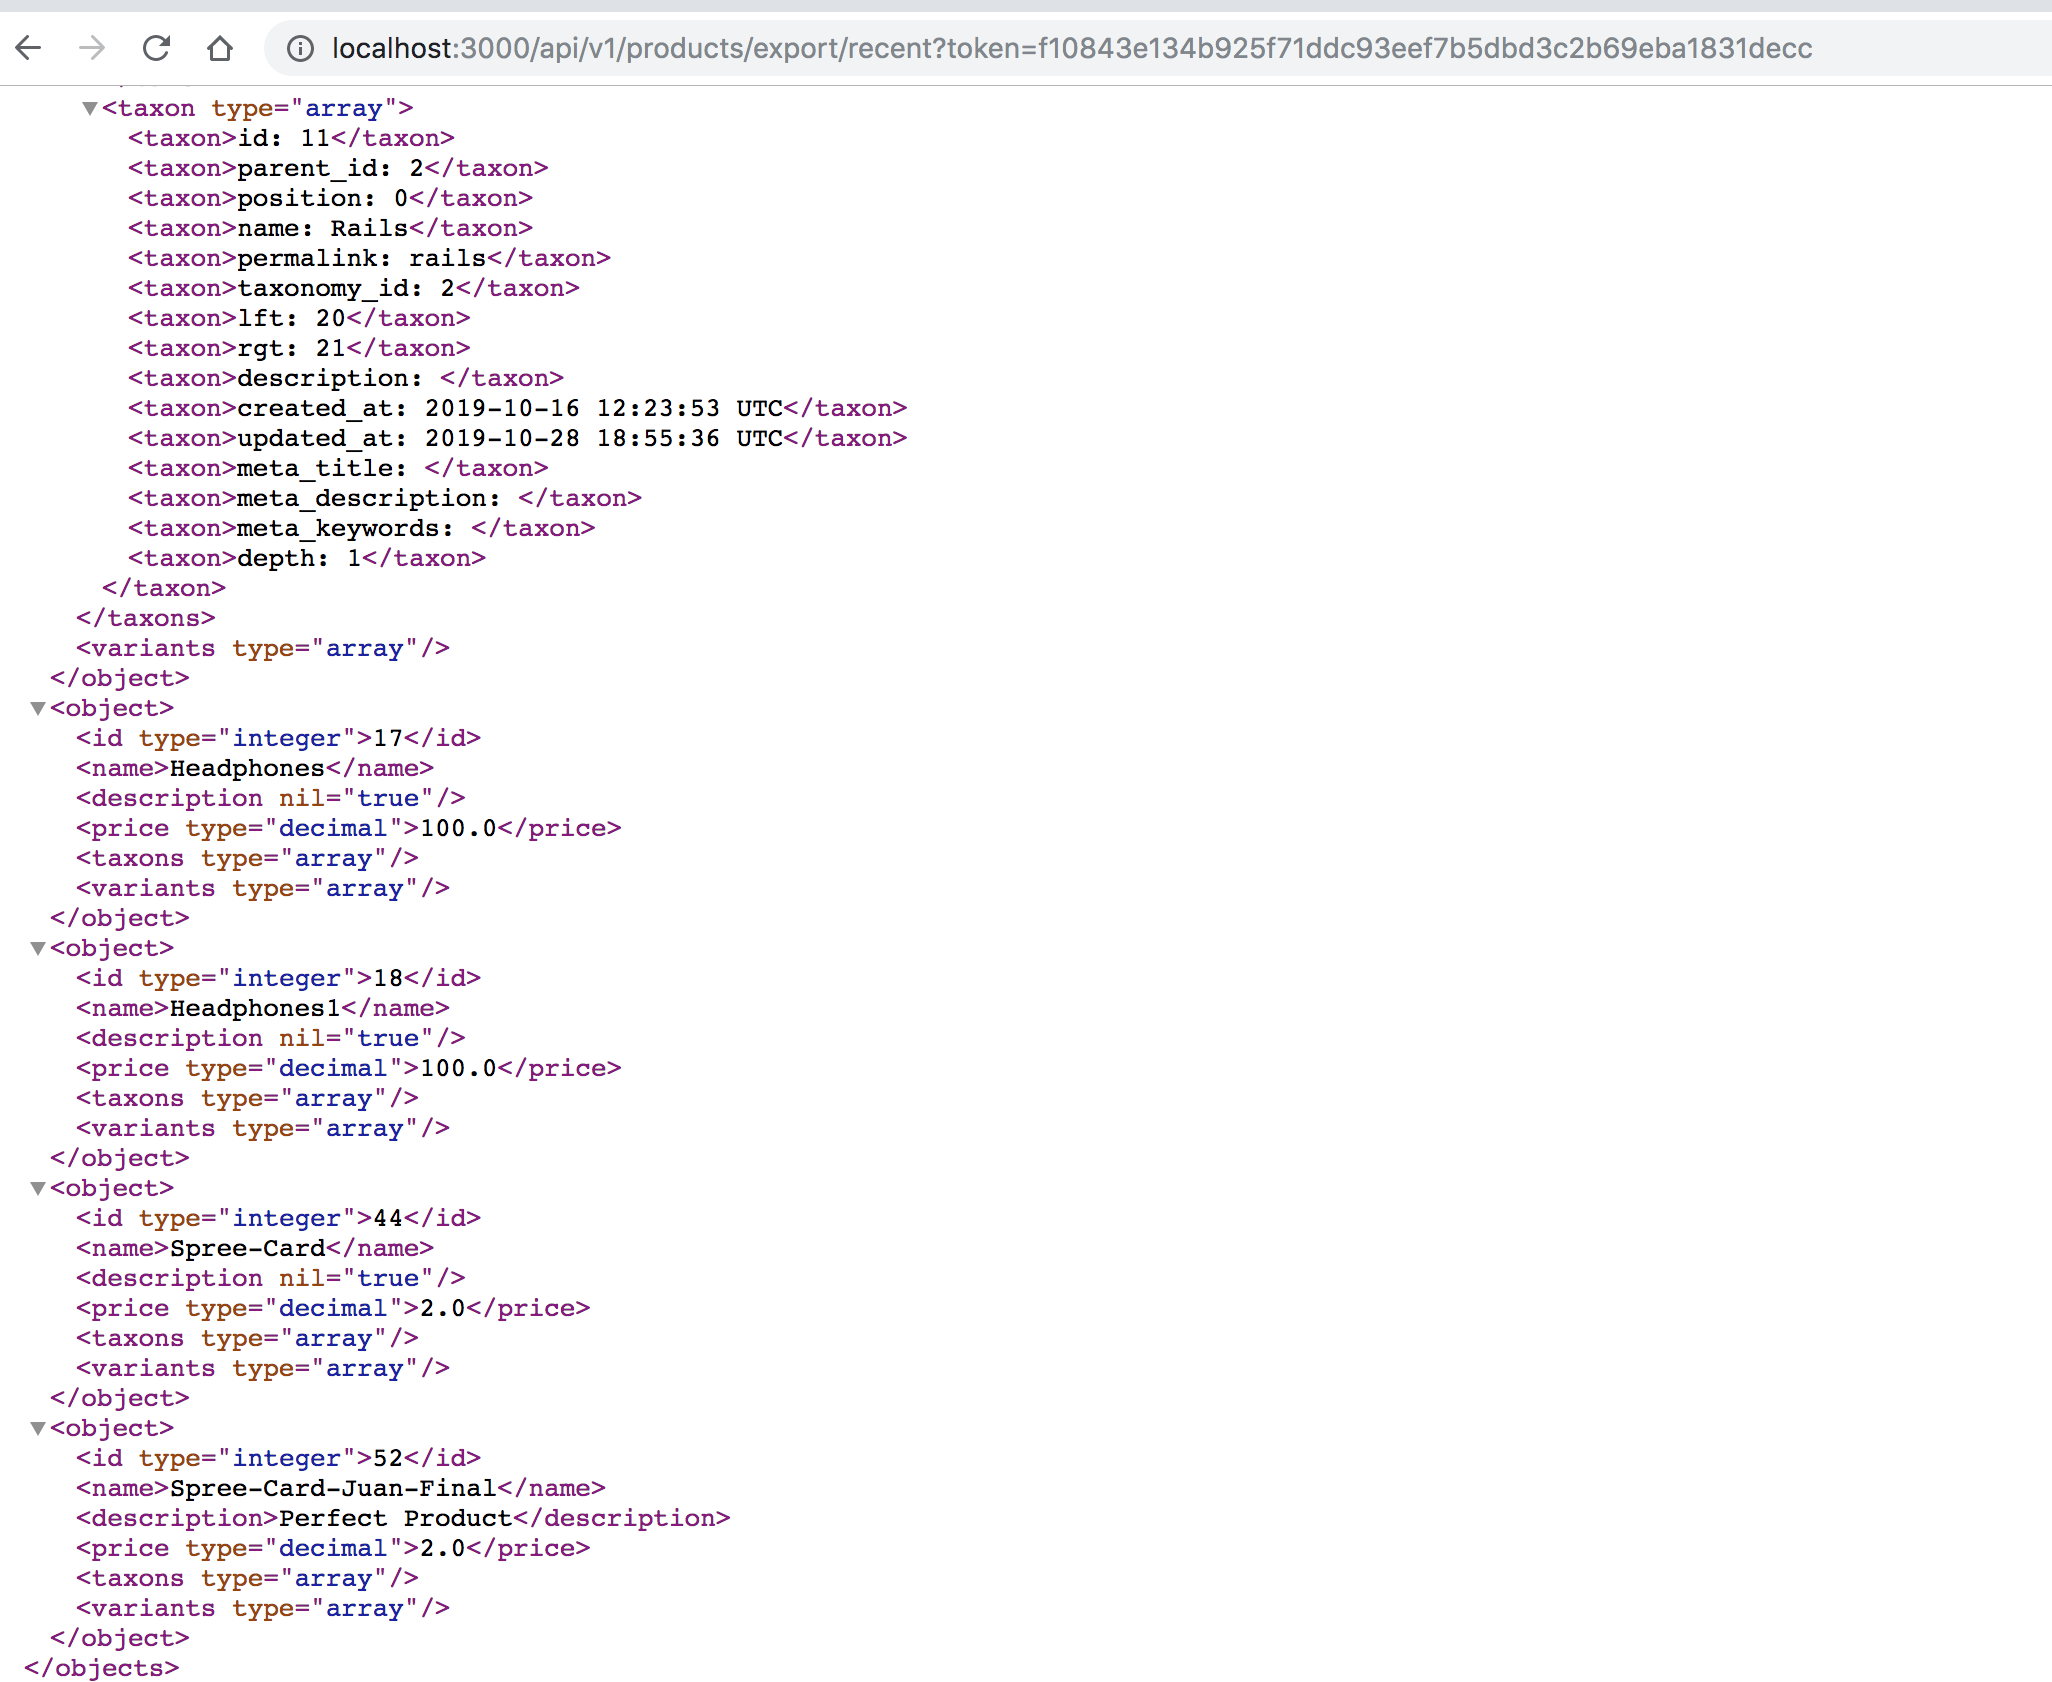 localhost:3000/api/v1/products/export/recent?token=f10843e134b925f71ddc93eef7b5dbd3c2b69eba1831decc
<taxon type="array">
<taxon>id: 11</taxon>
<taxon>parent_id: 2</taxon>
<taxon>position: 0</taxon>
<taxon>name: Rails</taxon>
<taxon>permalink: rails</taxon>
<taxon>taxonomy_id: 2</taxon>
<taxon>lft: 20</taxon>
<taxon>rgt: 21</taxon>
<taxon>description: </taxon>
<taxon>created_at: 2019-10-16 12:23:53 UTC</taxon>
<taxon>updated_at: 2019-10-28 18:55:36 UTC</taxon>
<taxon>meta_title: </taxon>
<taxon>meta_description: </taxon>
<taxon>meta_keywords: </taxon>
<taxon>depth: 1</taxon>
</taxon>
</taxons>
<variants type="array"/>
</object>
<object>
<id type="integer">17</id>
<name>Headphones</name>
<description nil="true"/>
<price type="decimal">100.0</price>
<taxons type="array"/>
<variants type="array"/>
</object>
<object>
<id type="integer">18</id>
<name>Headphones1</name>
<description nil="true"/>
<price type="decimal">100.0</price>
<taxons type="array"/>
<variants type="array"/>
</object>
<object>
<id type="integer">44</id>
<name>Spree-Card</name>
<description nil="true"/>
<price type="decimal">2.0</price>
<taxons type="array"/>
<variants type="array"/>
</object>
<object>
<id type="integer">52</id>
<name>Spree-Card-Juan-Final</name>
<description>Perfect Product</description>
<price type="decimal">2.0</price>
<taxons type="array"/>
<variants type="array"/>
</object>
</objects>